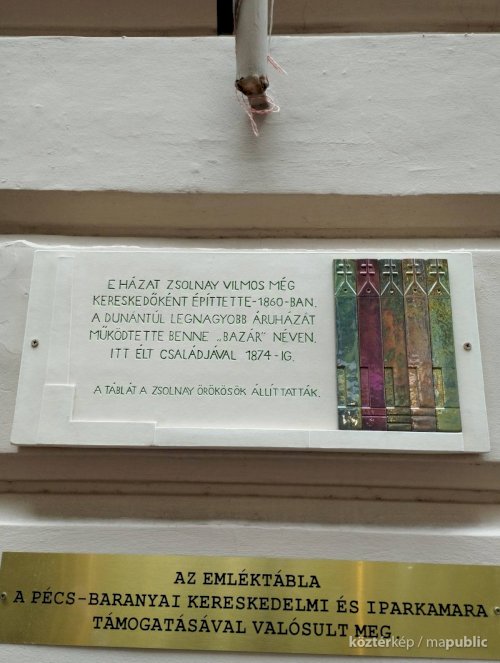 E HÁZAT ZSOLNAY VILMOS MÉG
KERESKEDŐKÉNT ÉPÍTTETTE - 1860-BAN.
A DUNÁNTÚL LEGNAGYOBB ÁRUHÁZÁT
MŰKÖDTETTE BENNE „BAZÁR" NÉVEN.
ITT ÉLT CSALÁDJÁVAL 1874-IG.
A TÁBLÁT A ZSOLNAY ÖRÖKÖSÖK ÁLLÍTTATTÁK.
AZ EMLÉKTÁBLA
A PÉCS-BARANYAI KERESKEDELMI ÉS IPARKAMARA
TÁMOGATÁSÁVAL VALÓSULT MEG.
köztérkép / mapublic